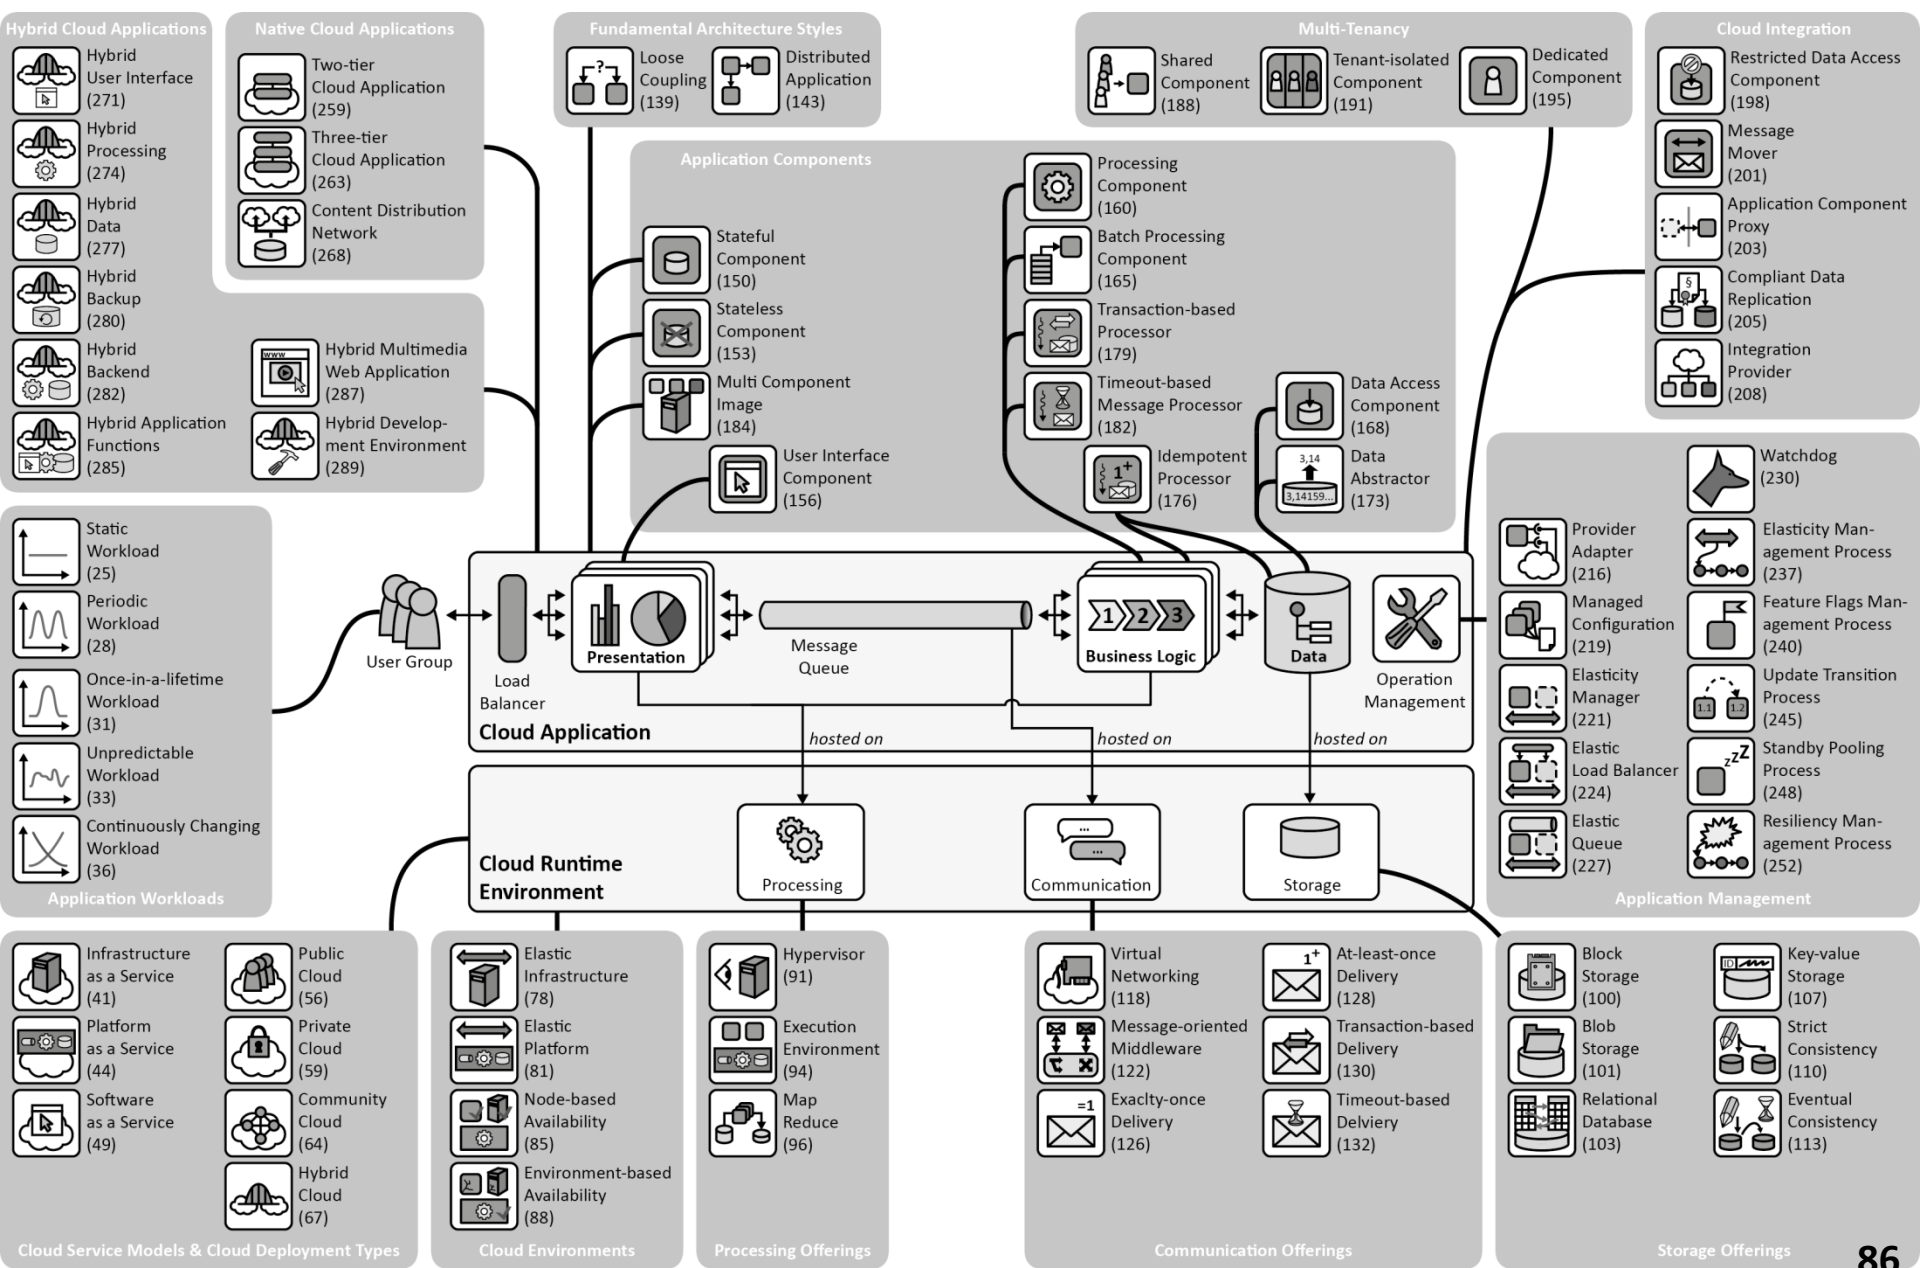 Hybrid Cloud Applications
Hybrid
User Interface
(271)
Hybrid
Processing
(274)
Hybrid
Data
(277)
Hybrid
Backup
(280)
Hybrid
Backend
(282)
Hybrid Application
Functions
(285)
www
Hybrid Multimedia
Web Application
(287)
Hybrid Develop-
ment Environment
(289)
Native Cloud Applications
Two-tier
Cloud Application
(259)
Three-tier
Cloud Application
(263)
Content Distribution
Network
(268)
Fundamental Architecture Styles
?
Loose
Coupling
(139)
Distributed
Application
(143)
Multi-Tenancy
Shared
Component
(188)
Tenant-isolated
Component
(191)
Dedicated
Component
(195)
Cloud Integration
Restricted Data Access
Component
(198)
Message
Mover
(201)
Application Component
Proxy
(203)
§
Compliant Data
Replication
(205)
Integration
Provider
(208)
Application Components
Stateful
Component
(150)
Stateless
Component
(153)
Multi Component
Image
(184)
User Interface
Component
(156)
Processing
Component
(160)
Batch Processing
Component
(165)
Transaction-based
Processor
(179)
Timeout-based
Message Processor
(182)
1+
Idempotent
Processor
(176)
Data Access
Component
(168)
3,14
3,14159...
Data
Abstractor
(173)
Static
Workload
(25)
Periodic
Workload
(28)
Once-in-a-lifetime
Workload
(31)
Unpredictable
Workload
(33)
Continuously Changing
Workload
(36)
Application Workloads
User Group
Load
Balancer
Presentation
Message
Queue
1 2 3
Business Logic
Data
Operation
Management
Cloud Application
hosted on
hosted on
hosted on
Cloud Runtime
Environment
Processing
...
...
Communication
Storage
Watchdog
(230)
Provider
Adapter
(216)
Elasticity Man-
agement Process
(237)
Managed
Configuration
(219)
Feature Flags Man-
agement Process
(240)
Elasticity
Manager
(221)
1.1 1.2
Update Transition
Process
(245)
Elastic
Load Balancer
(224)
zzZ
Standby Pooling
Process
(248)
Elastic
Queue
(227)
Resiliency Man-
agement Process
(252)
Application Management
Infrastructure
as a Service
(41)
Platform
as a Service
(44)
Software
as a Service
(49)
Public
Cloud
(56)
Private
Cloud
(59)
Community
Cloud
(64)
Hybrid
Cloud
(67)
Cloud Service Models & Cloud Deployment Types
Elastic
Infrastructure
(78)
Elastic
Platform
(81)
Node-based
Availability
(85)
Environment-based
Availability
(88)
Cloud Environments
Hypervisor
(91)
Execution
Environment
(94)
Map
Reduce
(96)
Processing Offerings
Virtual
Networking
(118)
Message-oriented
Middleware
(122)
=1
Exaclty-once
Delivery
(126)
1+
At-least-once
Delivery
(128)
Transaction-based
Delivery
(130)
Timeout-based
Delviery
(132)
Communication Offerings
Block
Storage
(100)
Blob
Storage
(101)
Relational
Database
(103)
ID
Key-value
Storage
(107)
Strict
Consistency
(110)
Eventual
Consistency
(113)
Storage Offerings
86